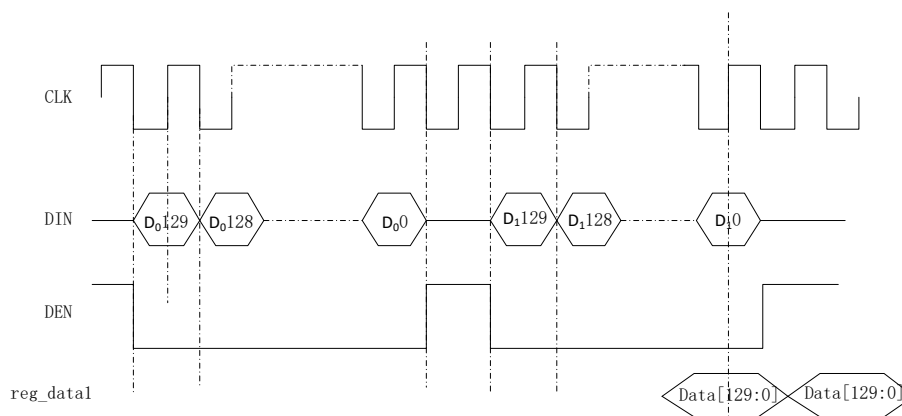 CLK
DIN D₀129 D₀128 D₀0 D₁129 D₁128 D₁0
DEN
reg_data1 Data[129:0] Data[129:0]